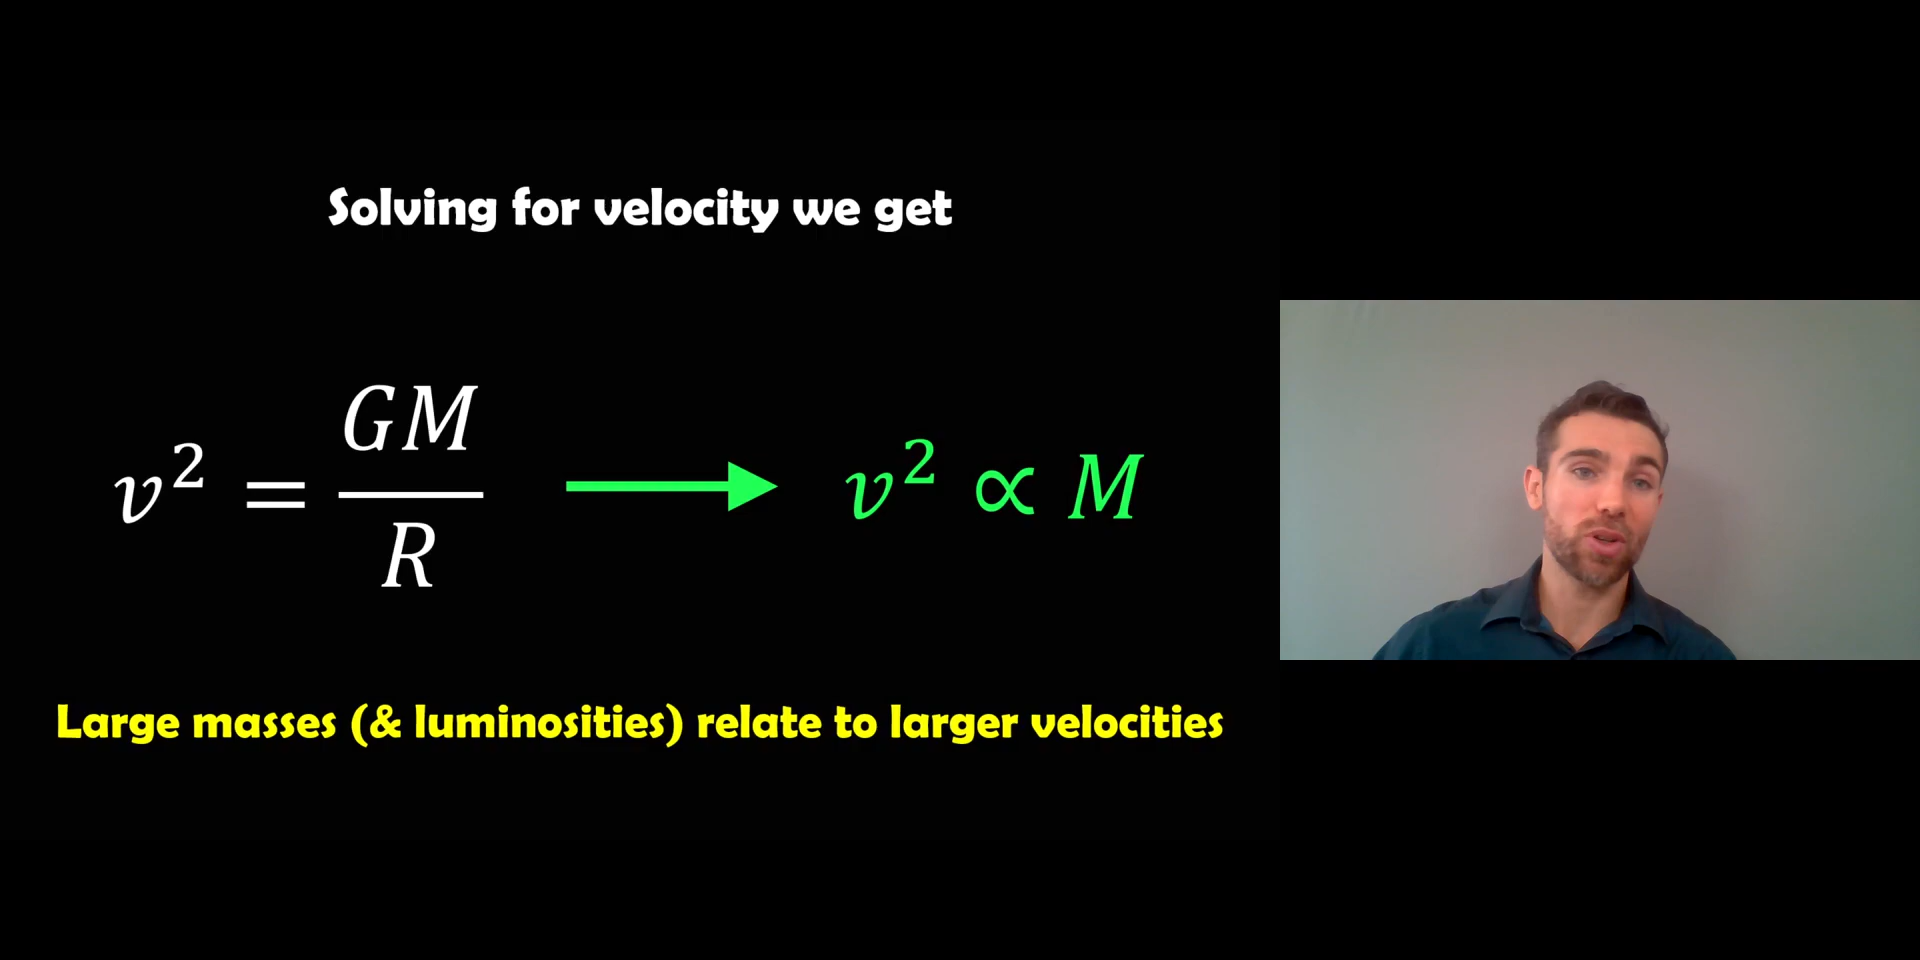 Solving for velocity we get
v² = GM/R → v² ∝ M
Large masses (& luminosities) relate to larger velocities